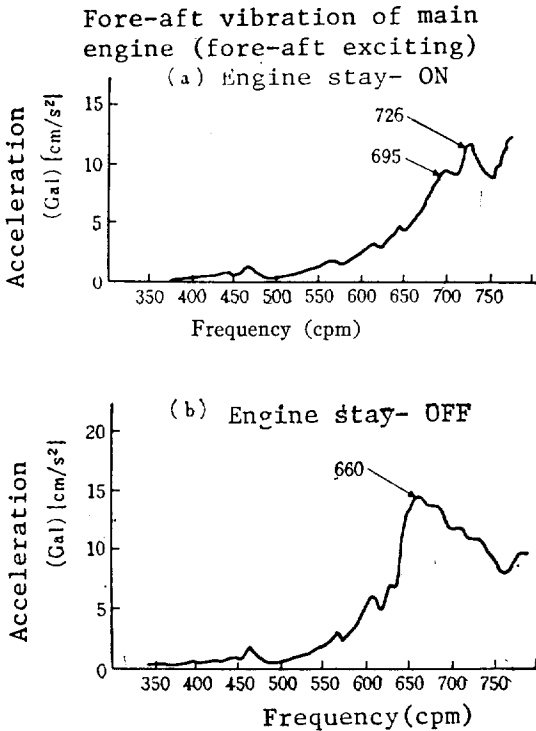 Fore-aft vibration of main
engine (fore-aft exciting)
(a) Engine stay- ON
Acceleration
(Gal) [cm/s²]
15
10
5
0
726
695
350 400 450 500 550 600 650 700 750
Frequency (cpm)
(b) Engine stay- OFF
Acceleration
(Gal) [cm/s²]
20
15
10
5
0
660
350 400 450 500 550 600 650 700 750
Frequency(cpm)